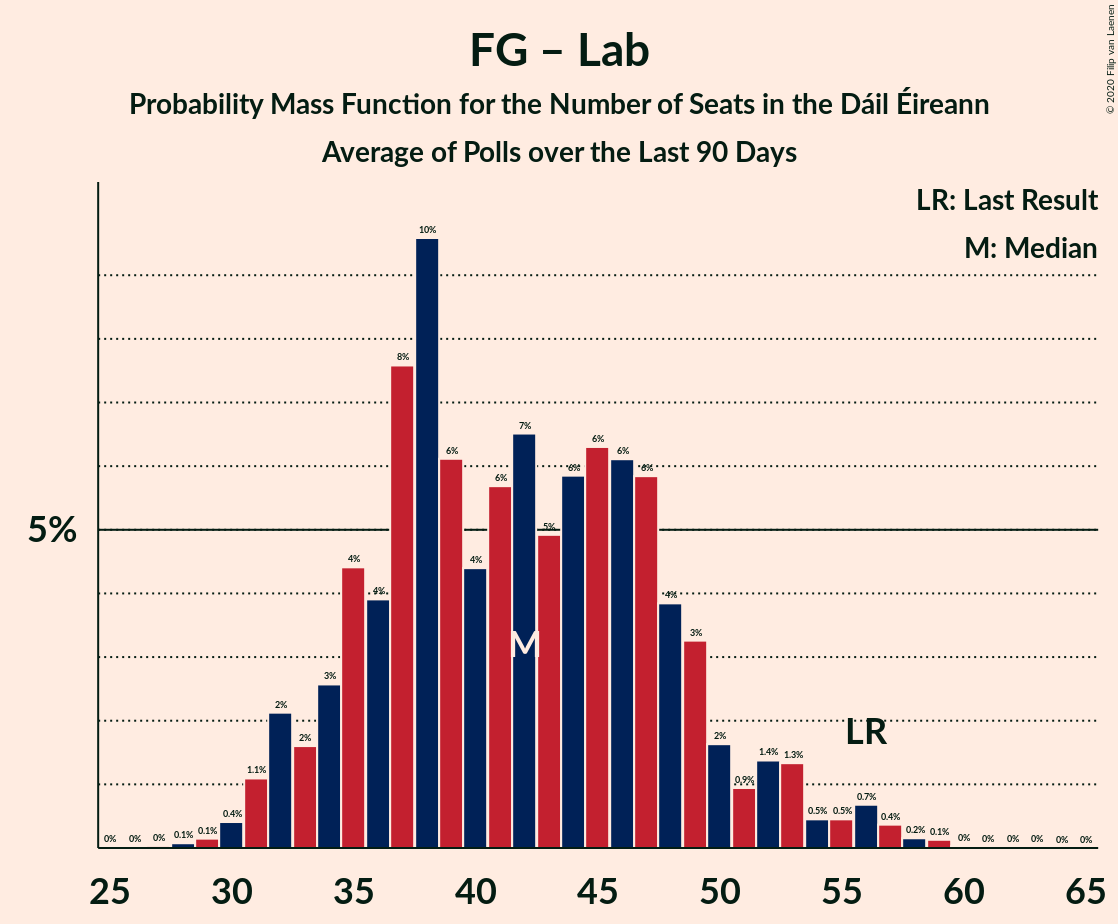 FG – Lab
Probability Mass Function for the Number of Seats in the Dáil Éireann
Average of Polls over the Last 90 Days
© 2020 Filip van Laenen
LR: Last Result
M: Median
5%
0% 0% 0% 0.1% 0.1% 0.4% 1.1% 2% 2% 3% 4% 4% 8% 10% 6% 4% 6% 7% 5% 6% 6% 6% 6% 4% 3% 2% 0.9% 1.4% 1.3% 0.5% 0.5% 0.7% 0.4% 0.2% 0.1% 0% 0% 0% 0% 0% 0%
M
LR
25 30 35 40 45 50 55 60 65